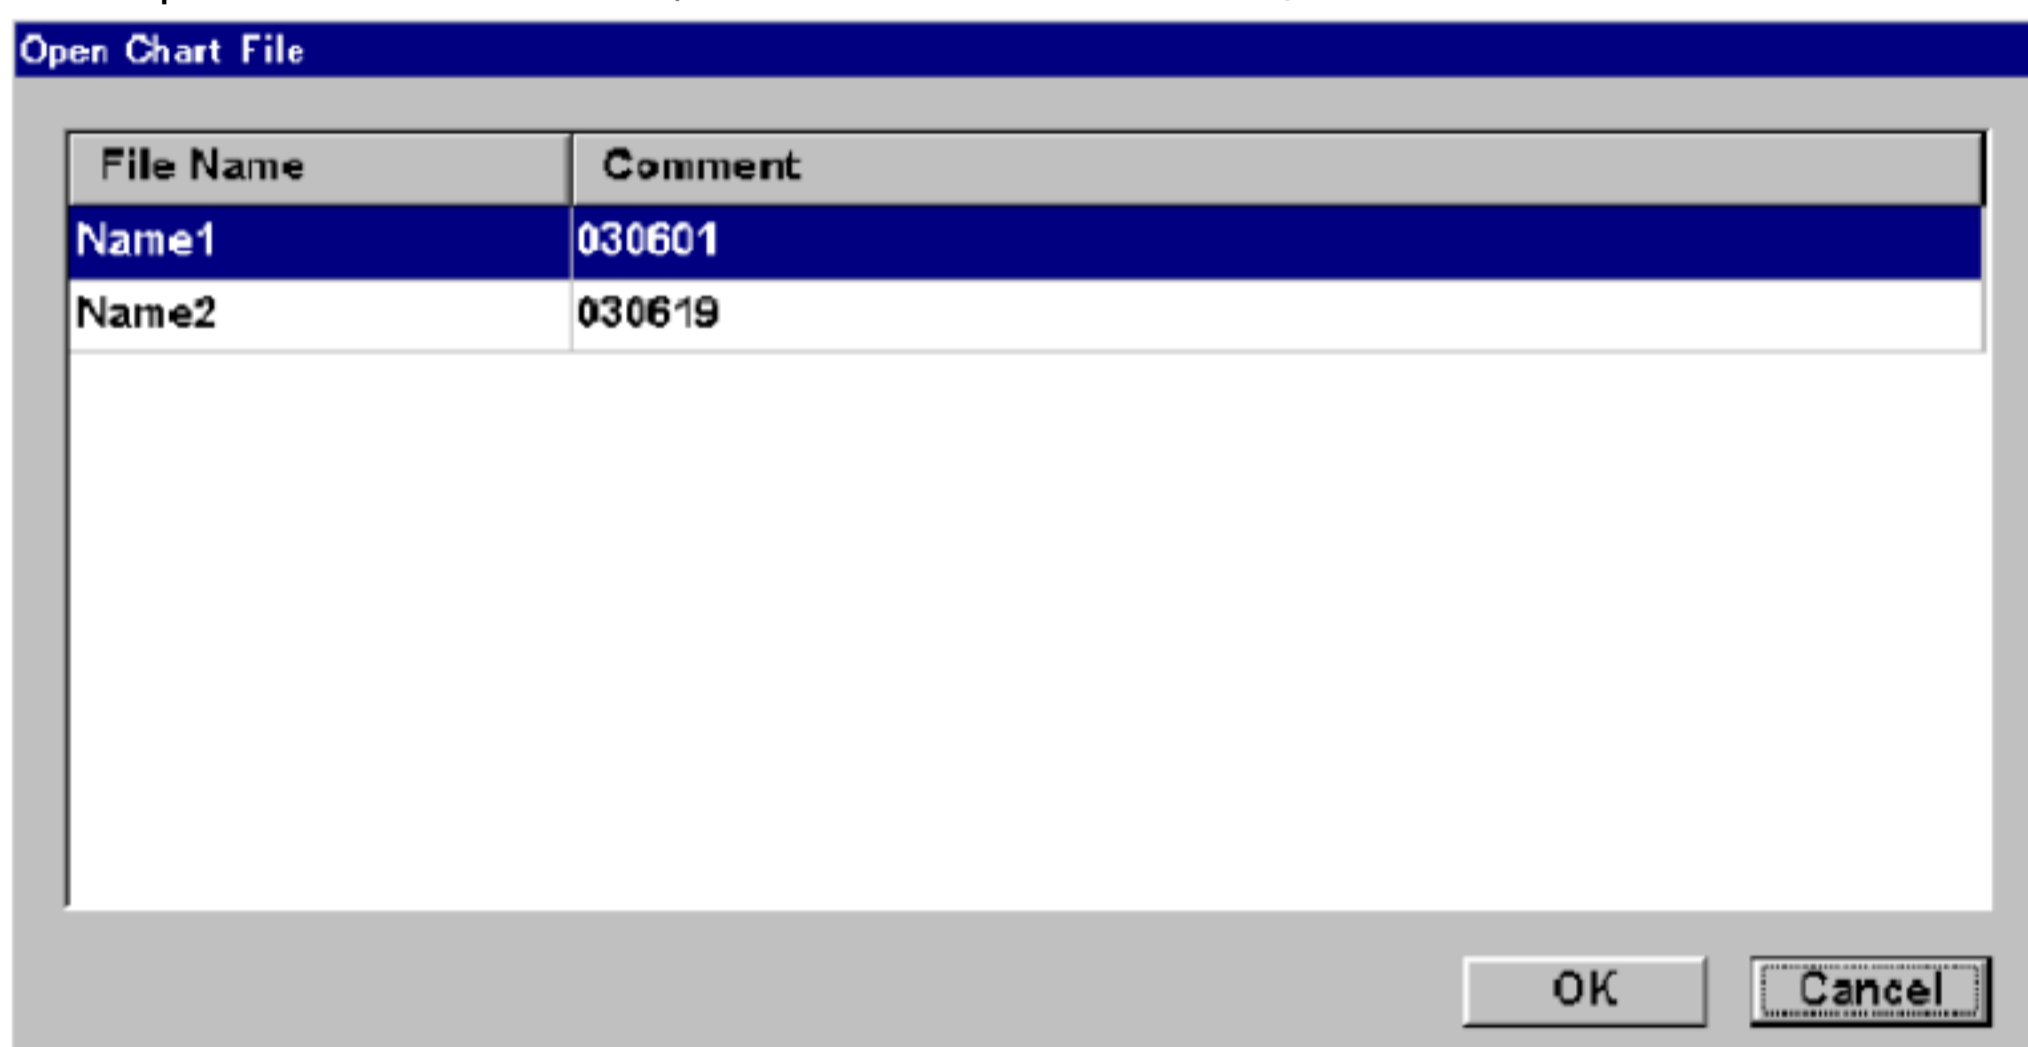 Open Chart File
File Name Comment
Name1 030601
Name2 030619
OK Cancel